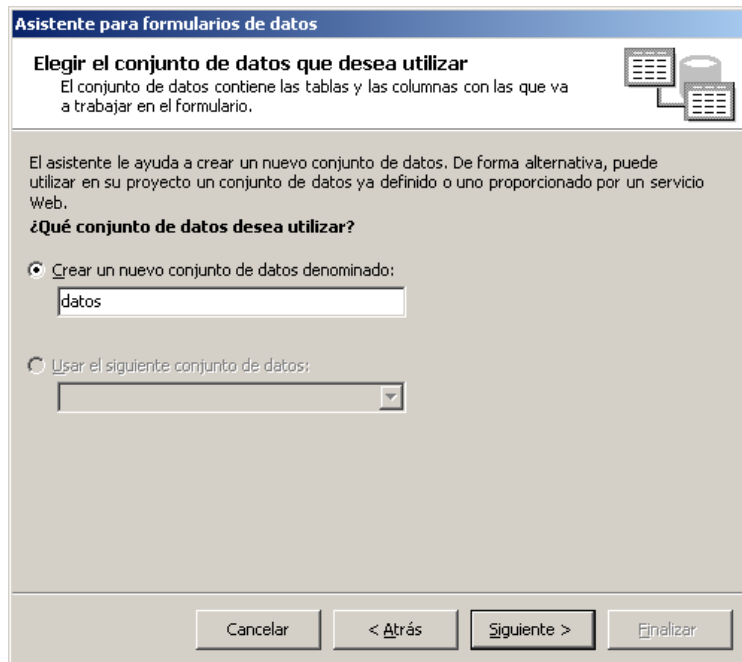 Asistente para formularios de datos
Elegir el conjunto de datos que desea utilizar
El conjunto de datos contiene las tablas y las columnas con las que va
a trabajar en el formulario.
El asistente le ayuda a crear un nuevo conjunto de datos. De forma alternativa, puede
utilizar en su proyecto un conjunto de datos ya definido o uno proporcionado por un servicio
Web.
¿Qué conjunto de datos desea utilizar?
Crear un nuevo conjunto de datos denominado:
datos
Usar el siguiente conjunto de datos:
Cancelar < Atrás Siguiente > Finalizar